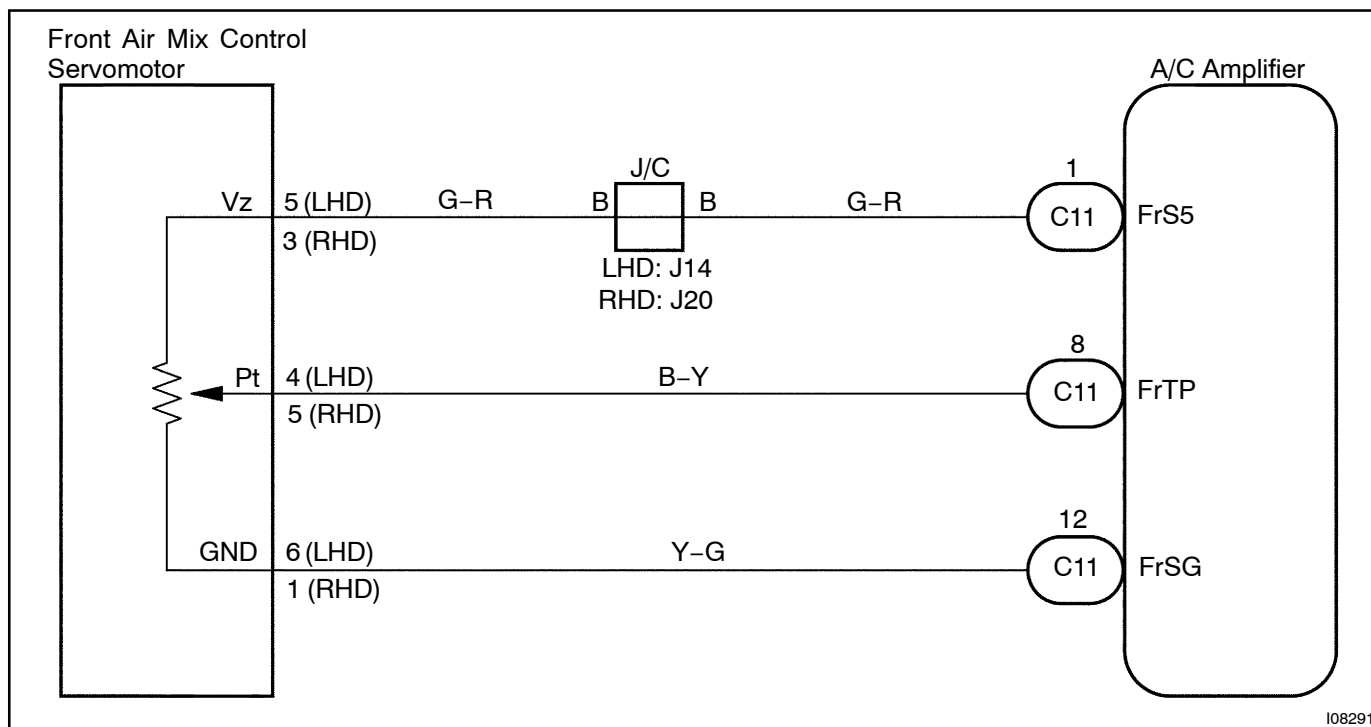 Front Air Mix Control
Servomotor
A/C Amplifier
J/C
1
Vz
5 (LHD)
G−R
B
B
G−R
C11
FrS5
3 (RHD)
LHD: J14
RHD: J20
8
Pt
4 (LHD)
B−Y
C11
FrTP
5 (RHD)
12
GND
6 (LHD)
Y−G
C11
FrSG
1 (RHD)
I08291